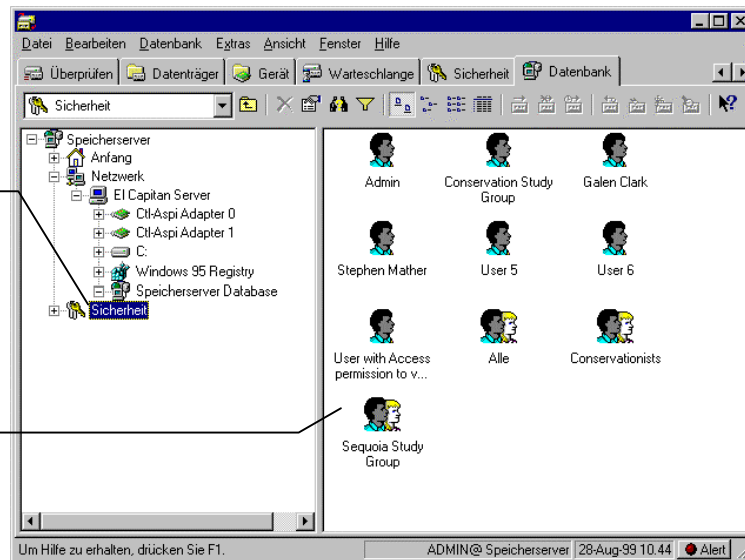 Datei Bearbeiten Datenbank Extras Ansicht Fenster Hilfe
Überprüfen Datenträger Gerät Warteschlange Sicherheit Datenbank
Sicherheit
Speicherserver
Anfang
Netzwerk
El Capitan Server
Ctl-Aspi Adapter 0
Ctl-Aspi Adapter 1
C:
Windows 95 Registry
Speicherserver Database
Sicherheit
Admin
Conservation Study
Group
Galen Clark
Stephen Mather
User 5
User 6
User with Access
permission to v...
Alle
Conservationists
Sequoia Study
Group
Um Hilfe zu erhalten, drücken Sie F1.
ADMIN@ Speicherserver
28-Aug-99 10.44
Alert